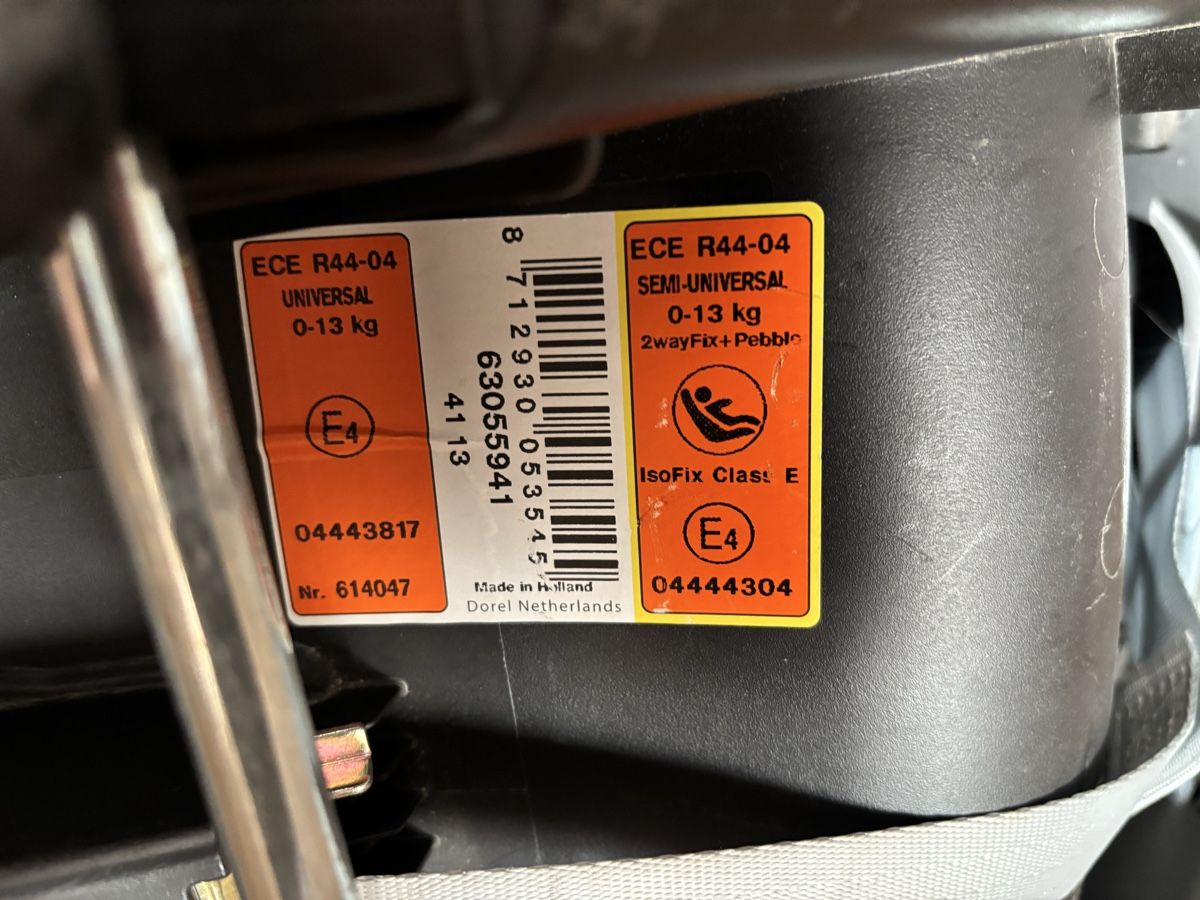 ECE R44-04
UNIVERSAL
0-13 kg
E4
04443817
Nr. 614047
8 712930 053545
63055941
41 13
Made in Holland
Dorel Netherlands
ECE R44-04
SEMI-UNIVERSAL
0-13 kg
2wayFix+Pebble
IsoFix Class E
E4
04444304